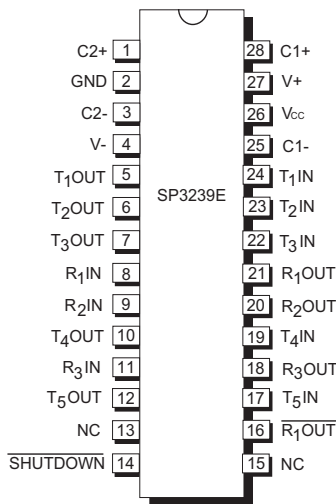 C2+ 1 28 C1+
GND 2 27 V+
C2- 3 26 VCC
V- 4 25 C1-
T1OUT 5 24 T1IN
SP3239E
T2OUT 6 23 T2IN
T3OUT 7 22 T3IN
R1IN 8 21 R1OUT
R2IN 9 20 R2OUT
T4OUT 10 19 T4IN
R3IN 11 18 R3OUT
T5OUT 12 17 T5IN
NC 13 16 R1OUT
SHUTDOWN 14 15 NC